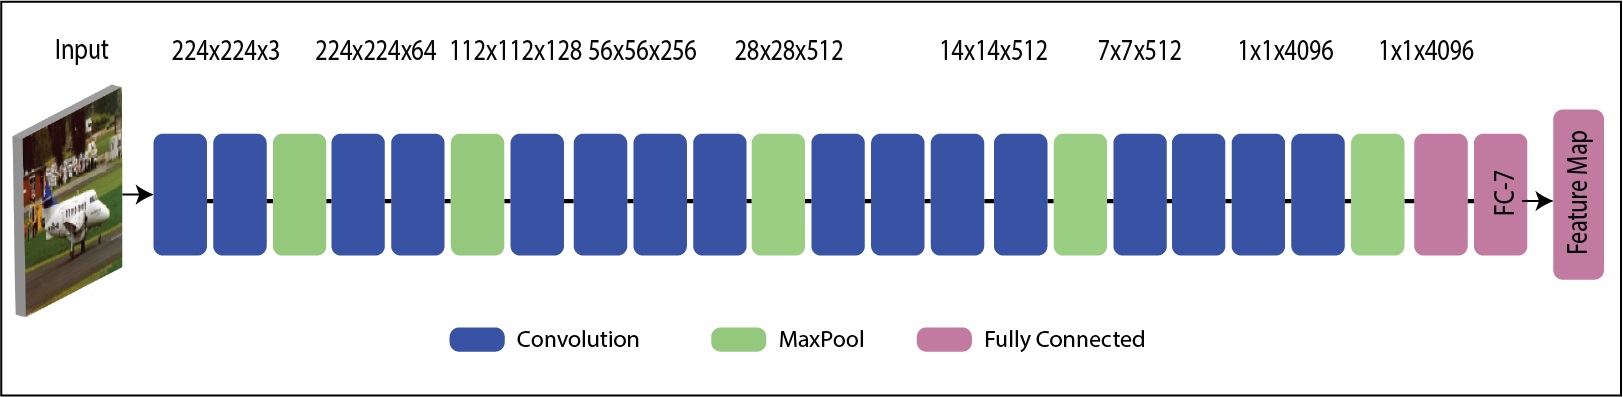 Input 224x224x3 224x224x64 112x112x128 56x56x256 28x28x512 14x14x512 7x7x512 1x1x4096 1x1x4096
FC-7
Feature Map
Convolution MaxPool Fully Connected